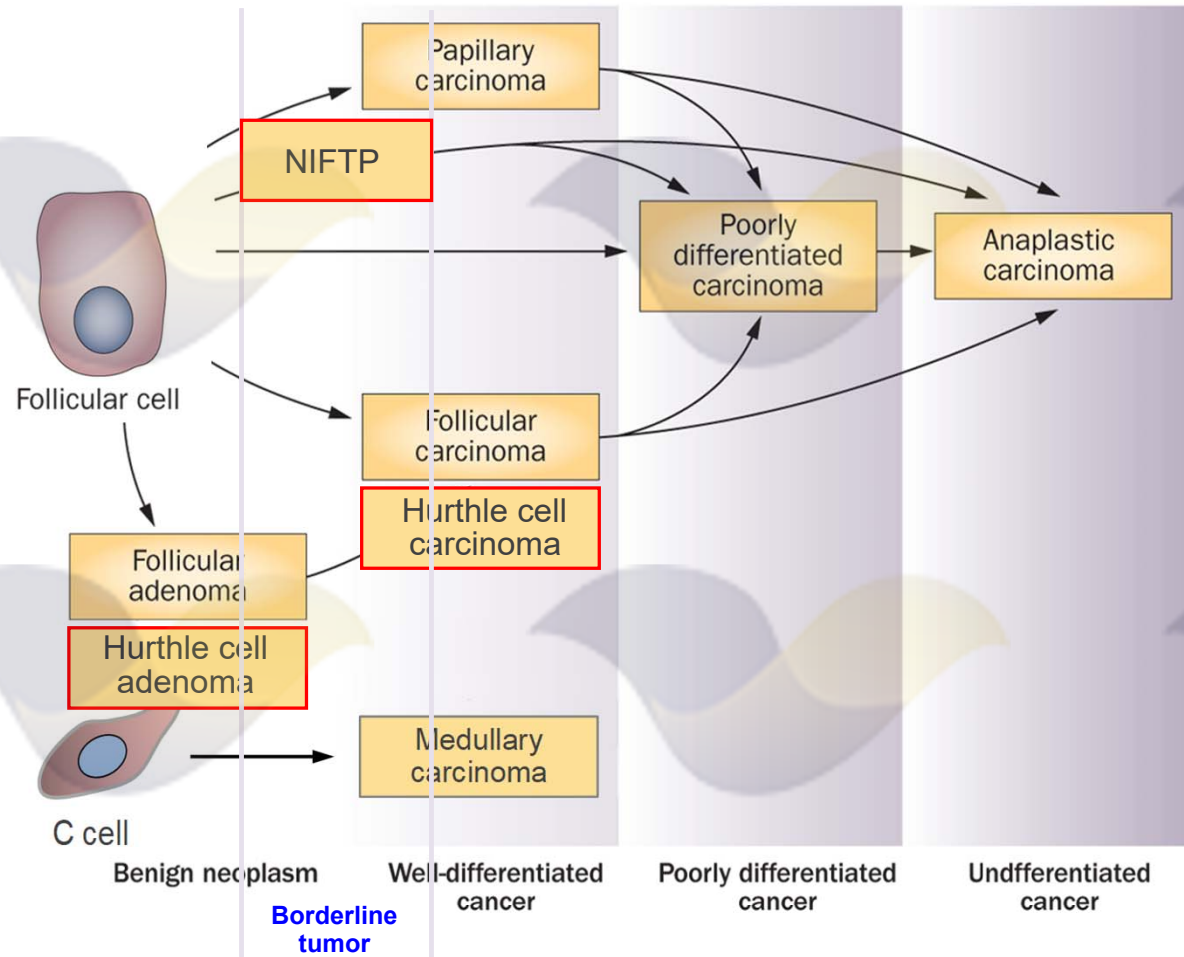 Papillary
carcinoma
NIFTP
Poorly
differentiated
carcinoma
Anaplastic
carcinoma
Follicular cell
Follicular
carcinoma
Hurthle cell
carcinoma
Follicular
adenoma
Hurthle cell
adenoma
Medullary
carcinoma
C cell
Benign neoplasm
Well-differentiated
cancer
Poorly differentiated
cancer
Undfferentiated
cancer
Borderline
tumor